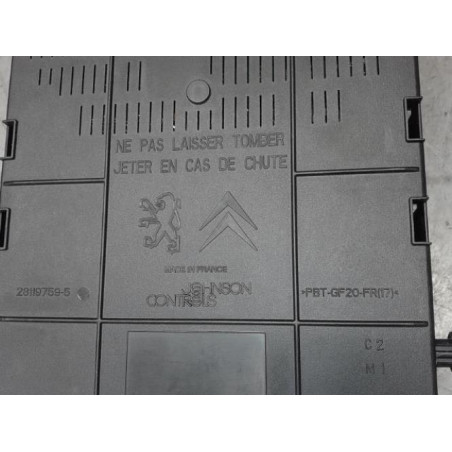 NE PAS LAISSER TOMBER
JETER EN CAS DE CHUTE
MADE IN FRANCE
JOHNSON
CONTROLS
28119759-5
>PBT-GF20-FR(17)<
C 2
M 1